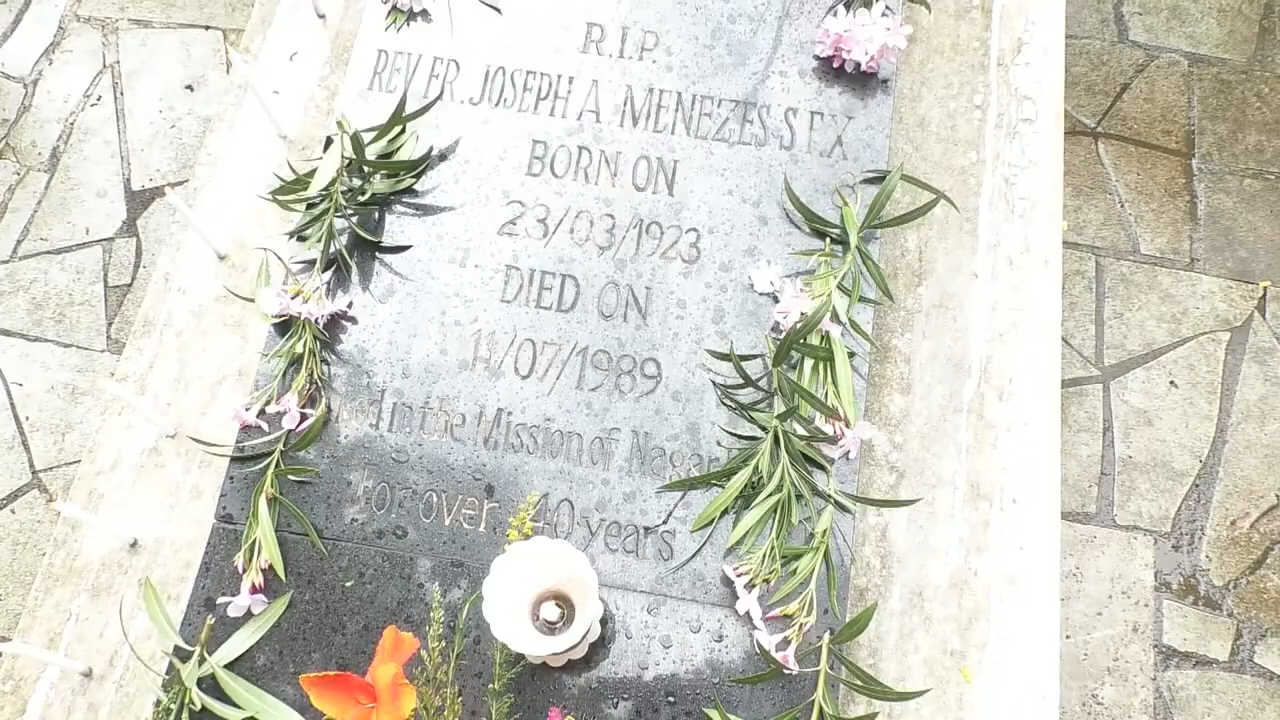 R.I.P.
REV FR. JOSEPH A MENEZES S F X
BORN ON
23/03/1923
DIED ON
11/07/1989
in the Mission of
For over 40 years